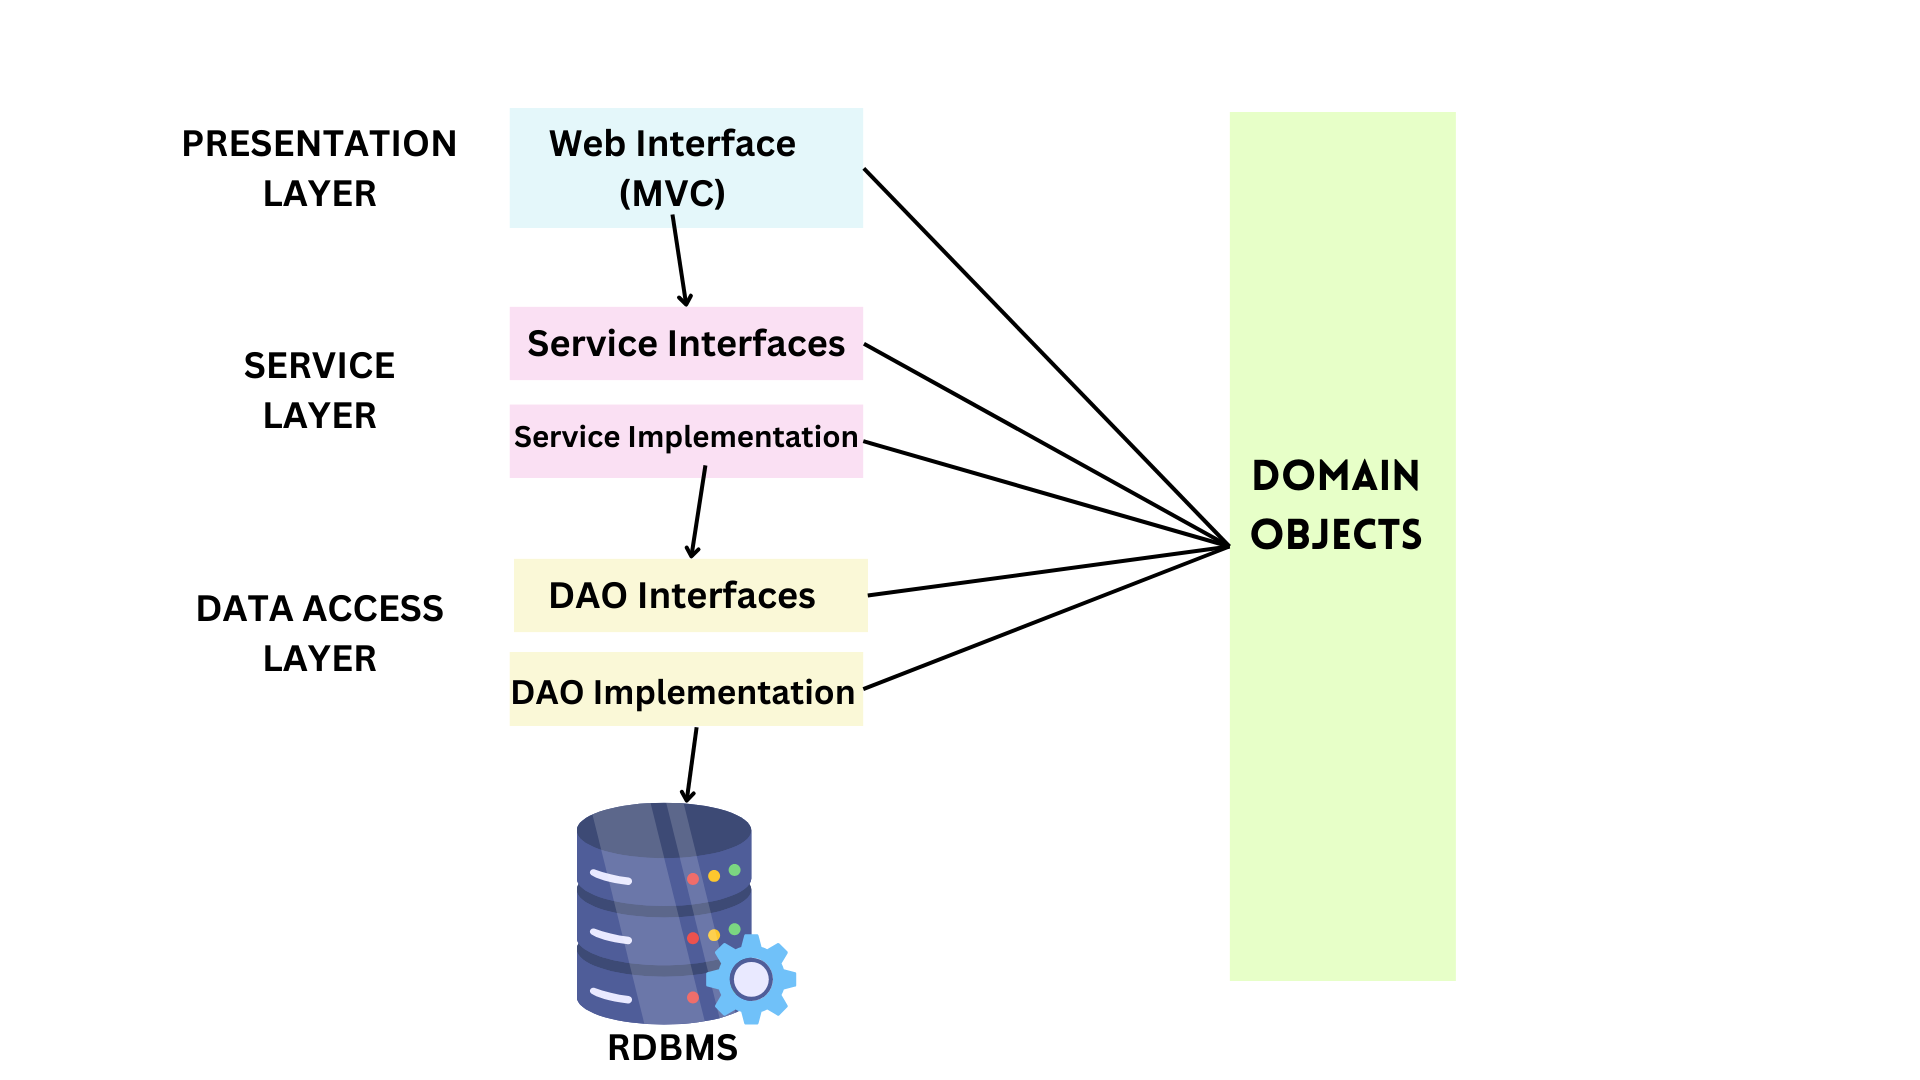 PRESENTATION
LAYER
Web Interface
(MVC)
SERVICE
LAYER
Service Interfaces
Service Implementation
DATA ACCESS
LAYER
DAO Interfaces
DAO Implementation
RDBMS
DOMAIN
OBJECTS